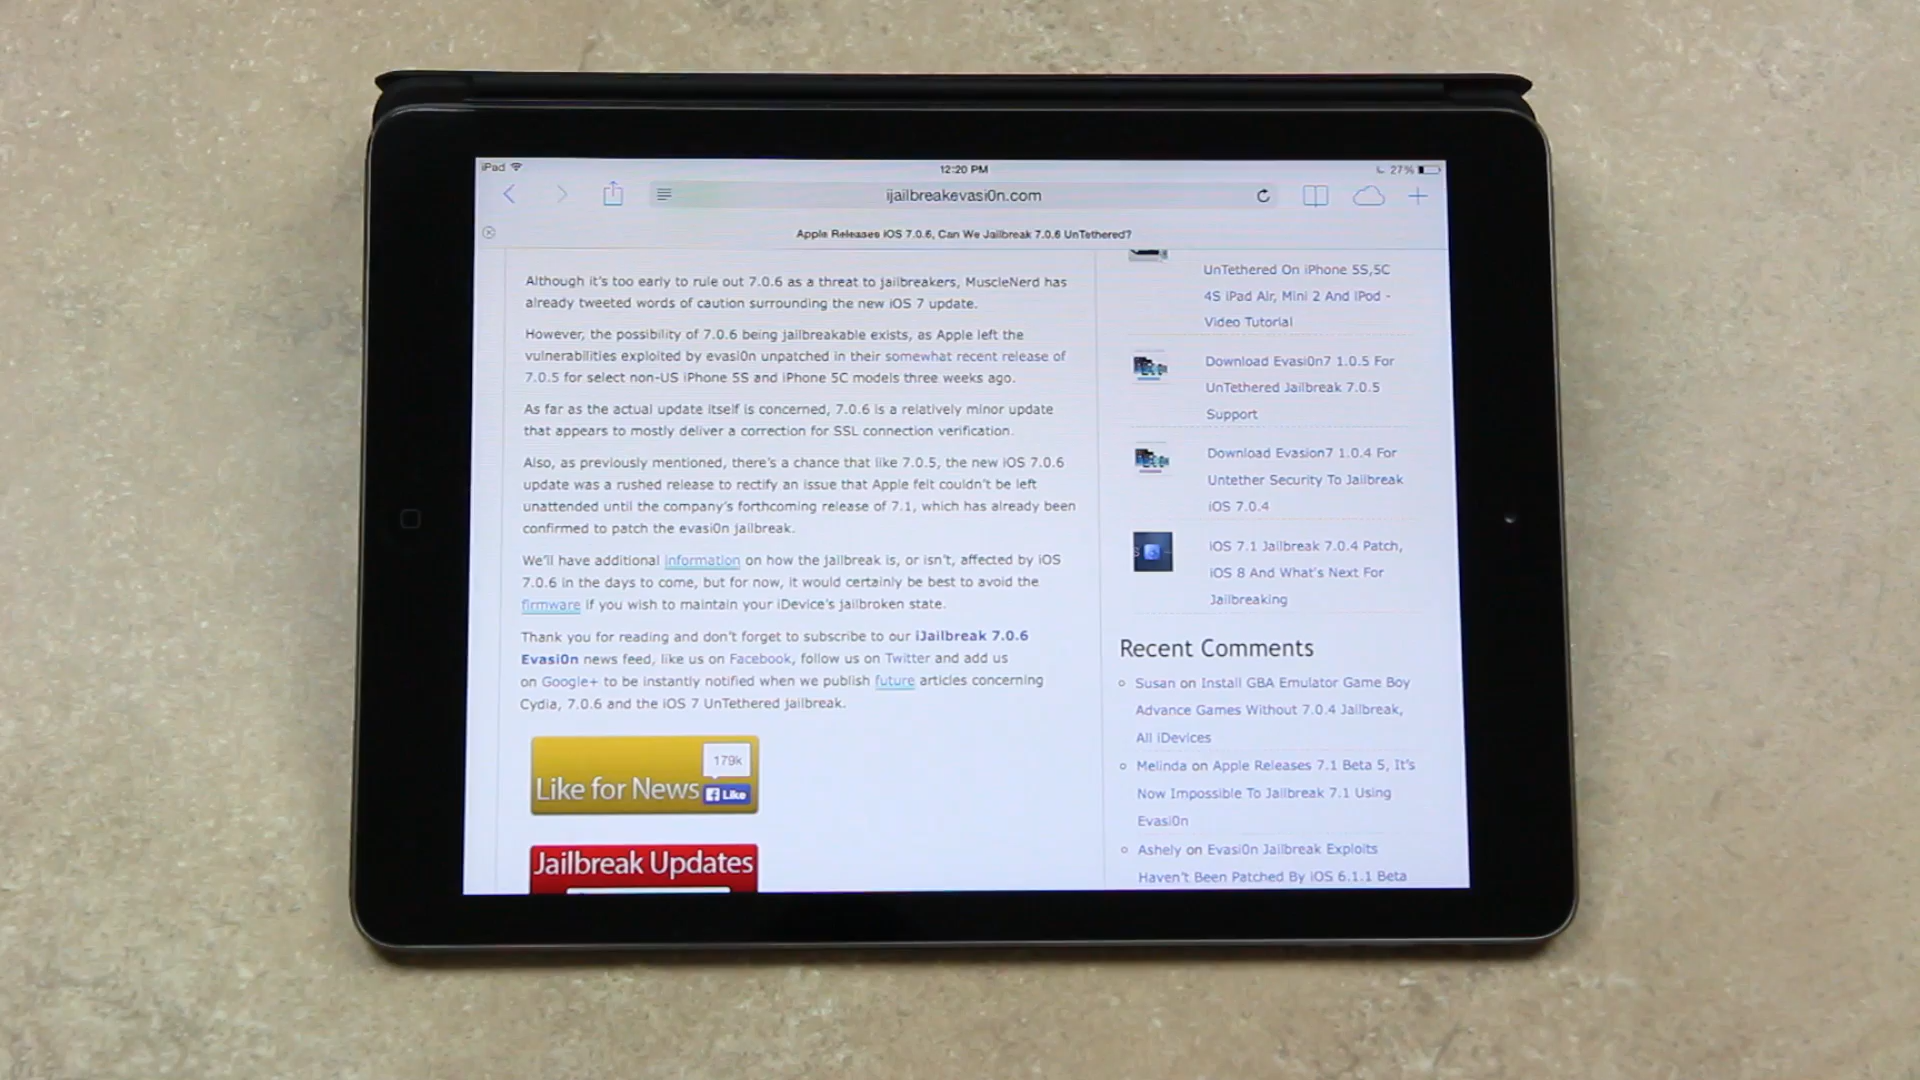 iPad
12:20 PM
27%
ijailbreakevasi0n.com
Apple Releases iOS 7.0.6, Can We Jailbreak 7.0.6 UnTethered?
Although it's too early to rule out 7.0.6 as a threat to jailbreakers, MuscleNerd has
already tweeted words of caution surrounding the new iOS 7 update.
However, the possibility of 7.0.6 being jailbreakable exists, as Apple left the
vulnerabilities exploited by evasi0n unpatched in their somewhat recent release of
7.0.5 for select non-US iPhone 5S and iPhone 5C models three weeks ago.
As far as the actual update itself is concerned, 7.0.6 is a relatively minor update
that appears to mostly deliver a correction for SSL connection verification.
Also, as previously mentioned, there's a chance that like 7.0.5, the new iOS 7.0.6
update was a rushed release to rectify an issue that Apple felt couldn't be left
unattended until the company's forthcoming release of 7.1, which has already been
confirmed to patch the evasi0n jailbreak.
We'll have additional information on how the jailbreak is, or isn't, affected by iOS
7.0.6 in the days to come, but for now, it would certainly be best to avoid the
firmware if you wish to maintain your iDevice's jailbroken state.
Thank you for reading and don't forget to subscribe to our iJailbreak 7.0.6
Evasi0n news feed, like us on Facebook, follow us on Twitter and add us
on Google+ to be instantly notified when we publish future articles concerning
Cydia, 7.0.6 and the iOS 7 UnTethered jailbreak.
179k
Like for News
Like
Jailbreak Updates
UnTethered On iPhone 5S,5C
4S iPad Air, Mini 2 And iPod -
Video Tutorial
Download Evasi0n7 1.0.5 For
UnTethered Jailbreak 7.0.5
Support
Download Evasion7 1.0.4 For
Untether Security To Jailbreak
iOS 7.0.4
iOS 7.1 Jailbreak 7.0.4 Patch,
iOS 8 And What's Next For
Jailbreaking
Recent Comments
Susan on Install GBA Emulator Game Boy
Advance Games Without 7.0.4 Jailbreak,
All iDevices
Melinda on Apple Releases 7.1 Beta 5, It's
Now Impossible To Jailbreak 7.1 Using
Evasi0n
Ashely on Evasi0n Jailbreak Exploits
Haven't Been Patched By iOS 6.1.1 Beta